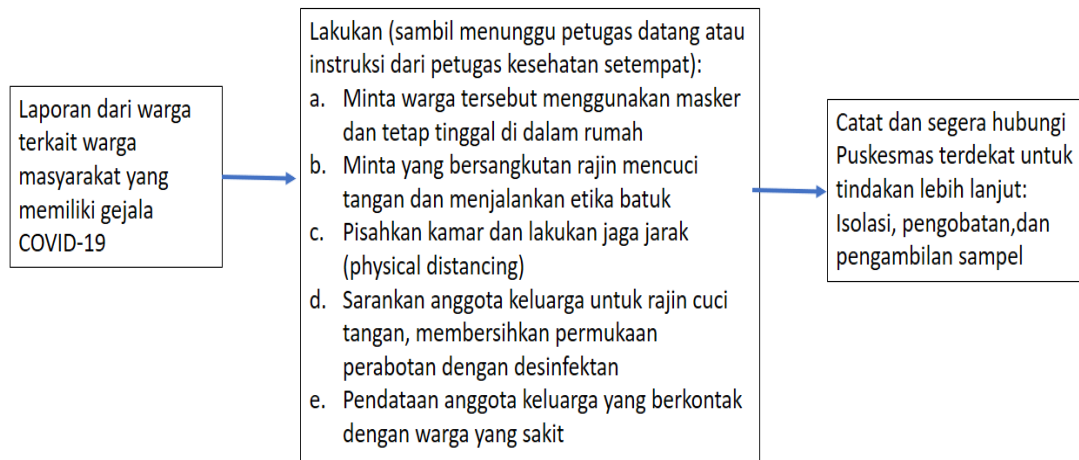 Laporan dari warga
terkait warga
masyarakat yang
memiliki gejala
COVID-19
Lakukan (sambil menunggu petugas datang atau
instruksi dari petugas kesehatan setempat):
a. Minta warga tersebut menggunakan masker
dan tetap tinggal di dalam rumah
b. Minta yang bersangkutan rajin mencuci
tangan dan menjalankan etika batuk
c. Pisahkan kamar dan lakukan jaga jarak
(physical distancing)
d. Sarankan anggota keluarga untuk rajin cuci
tangan, membersihkan permukaan
perabotan dengan desinfektan
e. Pendataan anggota keluarga yang berkontak
dengan warga yang sakit
Catat dan segera hubungi
Puskesmas terdekat untuk
tindakan lebih lanjut:
Isolasi, pengobatan,dan
pengambilan sampel